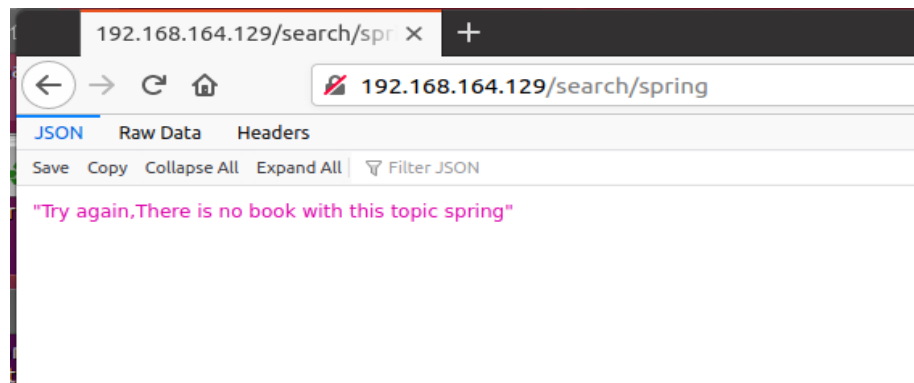 192.168.164.129/search/spr
192.168.164.129/search/spring
JSON Raw Data Headers
Save Copy Collapse All Expand All Filter JSON
"Try again,There is no book with this topic spring"